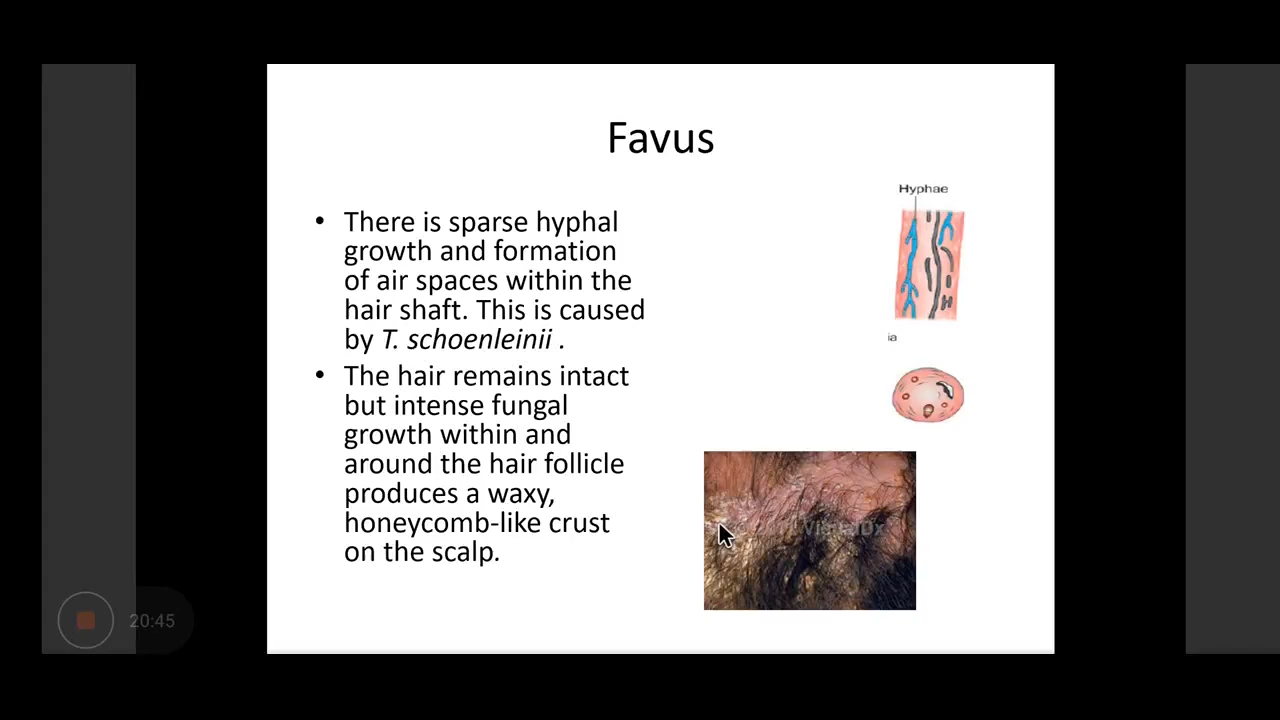 Favus
• There is sparse hyphal
growth and formation
of air spaces within the
hair shaft. This is caused
by T. schoenleinii .
• The hair remains intact
but intense fungal
growth within and
around the hair follicle
produces a waxy,
honeycomb-like crust
on the scalp.
Hyphae
ia
20:45